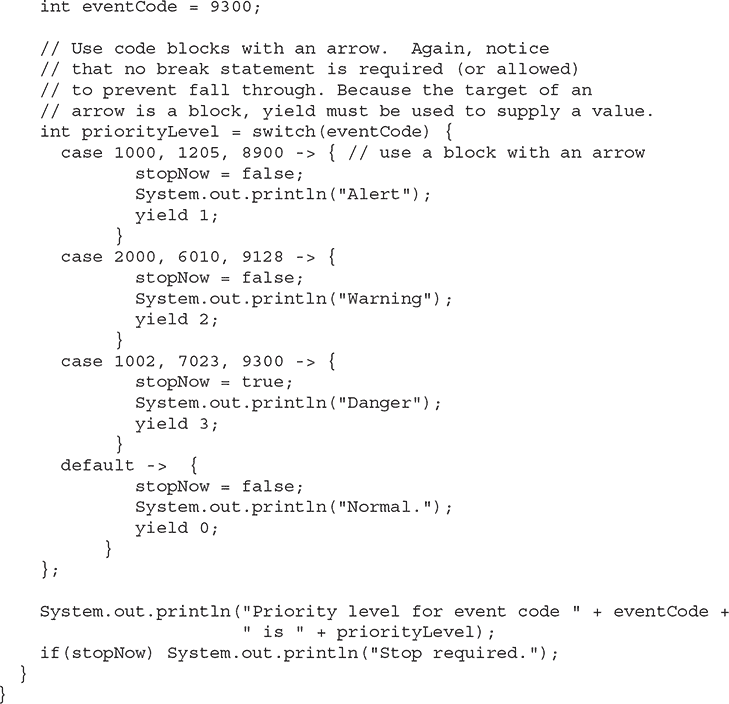 int eventCode = 9300;

// Use code blocks with an arrow.  Again, notice
// that no break statement is required (or allowed)
// to prevent fall through. Because the target of an
// arrow is a block, yield must be used to supply a value.
int priorityLevel = switch(eventCode) {
  case 1000, 1205, 8900 -> { // use a block with an arrow
         stopNow = false;
         System.out.println("Alert");
         yield 1;
       }
  case 2000, 6010, 9128 -> {
         stopNow = false;
         System.out.println("Warning");
         yield 2;
       }
  case 1002, 7023, 9300 -> {
         stopNow = true;
         System.out.println("Danger");
         yield 3;
       }
  default ->  {
         stopNow = false;
         System.out.println("Normal.");
         yield 0;
      }
};

System.out.println("Priority level for event code " + eventCode +
                   " is " + priorityLevel);
if(stopNow) System.out.println("Stop required.");
}
}